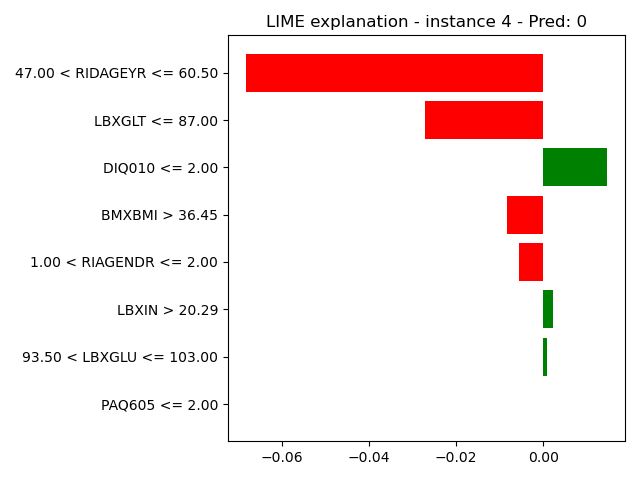 LIME explanation - instance 4 - Pred: 0
47.00 < RIDAGEYR <= 60.50
LBXGLT <= 87.00
DIQ010 <= 2.00
BMXBMI > 36.45
1.00 < RIAGENDR <= 2.00
LBXIN > 20.29
93.50 < LBXGLU <= 103.00
PAQ605 <= 2.00
−0.06 −0.04 −0.02 0.00